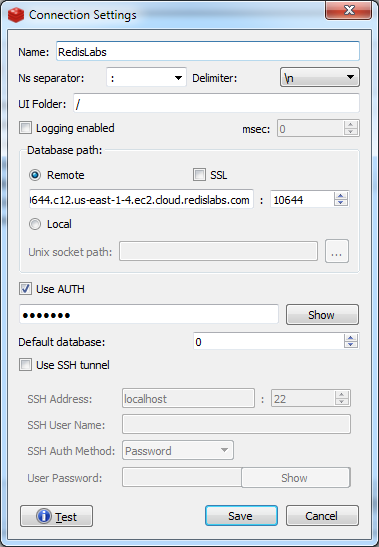 Connection Settings
Name: RedisLabs
Ns separator: : Delimiter: \n
UI Folder: /
Logging enabled msec: 0
Database path:
Remote SSL
0644.c12.us-east-1-4.ec2.cloud.redislabs.com : 10644
Local
Unix socket path: ...
Use AUTH
●●●●●●● Show
Default database: 0
Use SSH tunnel
SSH Address: localhost : 22
SSH User Name:
SSH Auth Method: Password
User Password: Show
Test Save Cancel